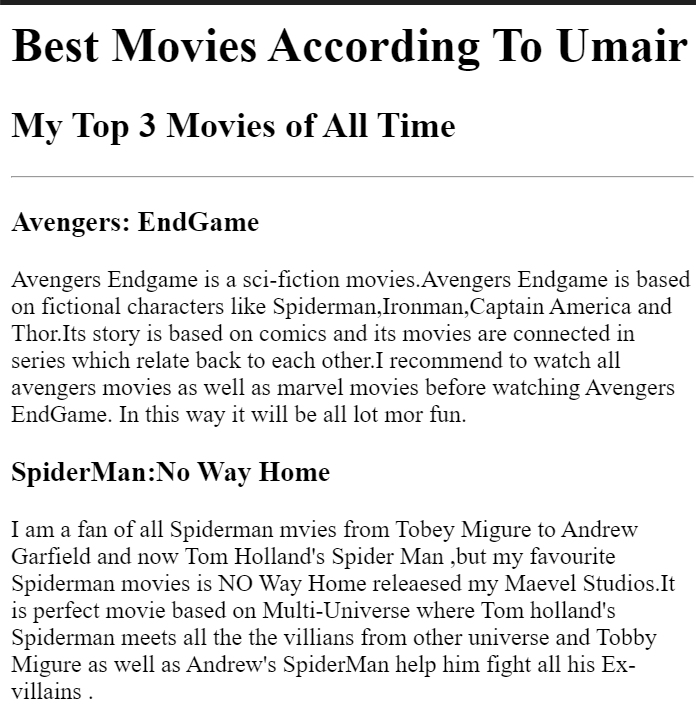 Best Movies According To Umair
My Top 3 Movies of All Time
Avengers: EndGame
Avengers Endgame is a sci-fiction movies.Avengers Endgame is based
on fictional characters like Spiderman,Ironman,Captain America and
Thor.Its story is based on comics and its movies are connected in
series which relate back to each other.I recommend to watch all
avengers movies as well as marvel movies before watching Avengers
EndGame. In this way it will be all lot mor fun.
SpiderMan:No Way Home
I am a fan of all Spiderman mvies from Tobey Migure to Andrew
Garfield and now Tom Holland's Spider Man ,but my favourite
Spiderman movies is NO Way Home releaesed my Maevel Studios.It
is perfect movie based on Multi-Universe where Tom holland's
Spiderman meets all the the villians from other universe and Tobby
Migure as well as Andrew's SpiderMan help him fight all his Ex-
villains .